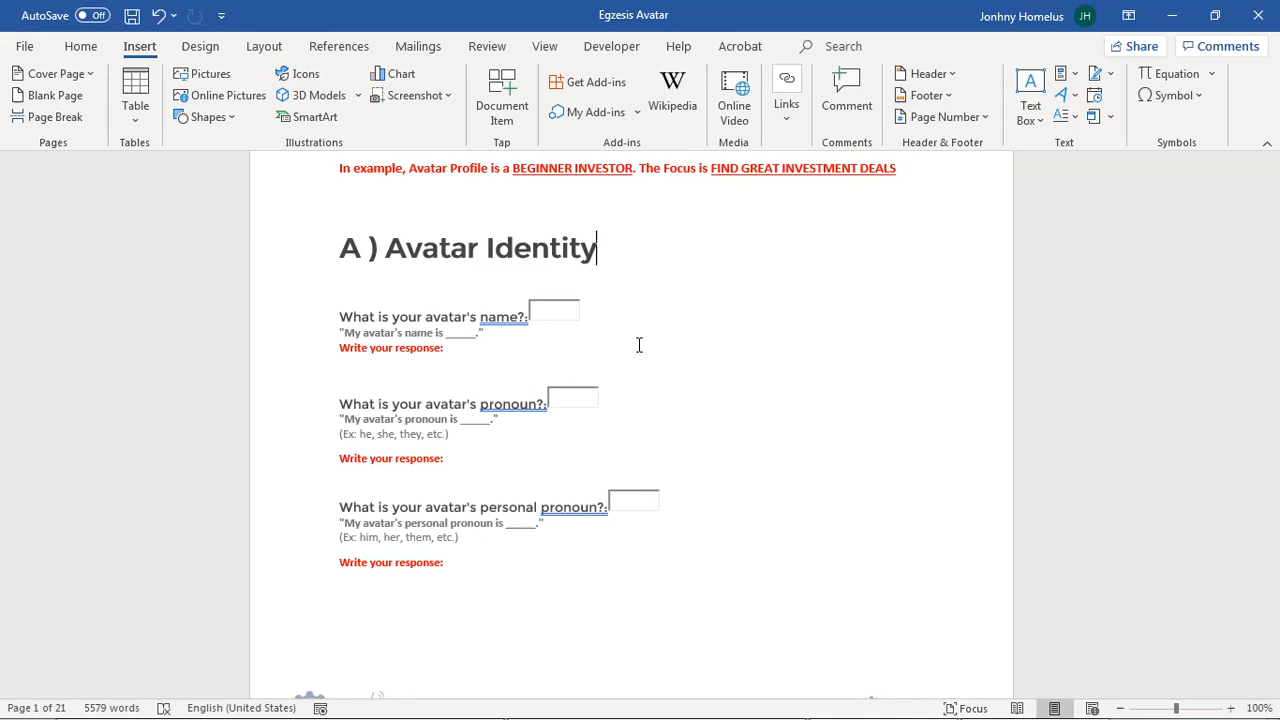 AutoSave Off Egzesis Avatar Jonhny Homelus JH
File Home Insert Design Layout References Mailings Review View Developer Help Acrobat Search Share Comments
Cover Page
Blank Page
Page Break
Pages
Table
Tables
Pictures
Online Pictures
Shapes
Icons
3D Models
SmartArt
Chart
Screenshot
Illustrations
Document
Item
Tap
Get Add-ins
My Add-ins
W
Wikipedia
Add-ins
Online
Video
Media
Links
Comment
Comments
Header
Footer
Page Number
Header & Footer
Text
Box
Text
Equation
Symbol
Symbols
In example, Avatar Profile is a BEGINNER INVESTOR. The Focus is FIND GREAT INVESTMENT DEALS
A ) Avatar Identity
What is your avatar's name?:
"My avatar's name is _____."
Write your response:
What is your avatar's pronoun?:
"My avatar's pronoun is _____."
(Ex: he, she, they, etc.)
Write your response:
What is your avatar's personal pronoun?:
"My avatar's personal pronoun is _____."
(Ex: him, her, them, etc.)
Write your response:
Page 1 of 21 5579 words English (United States) Focus 100%